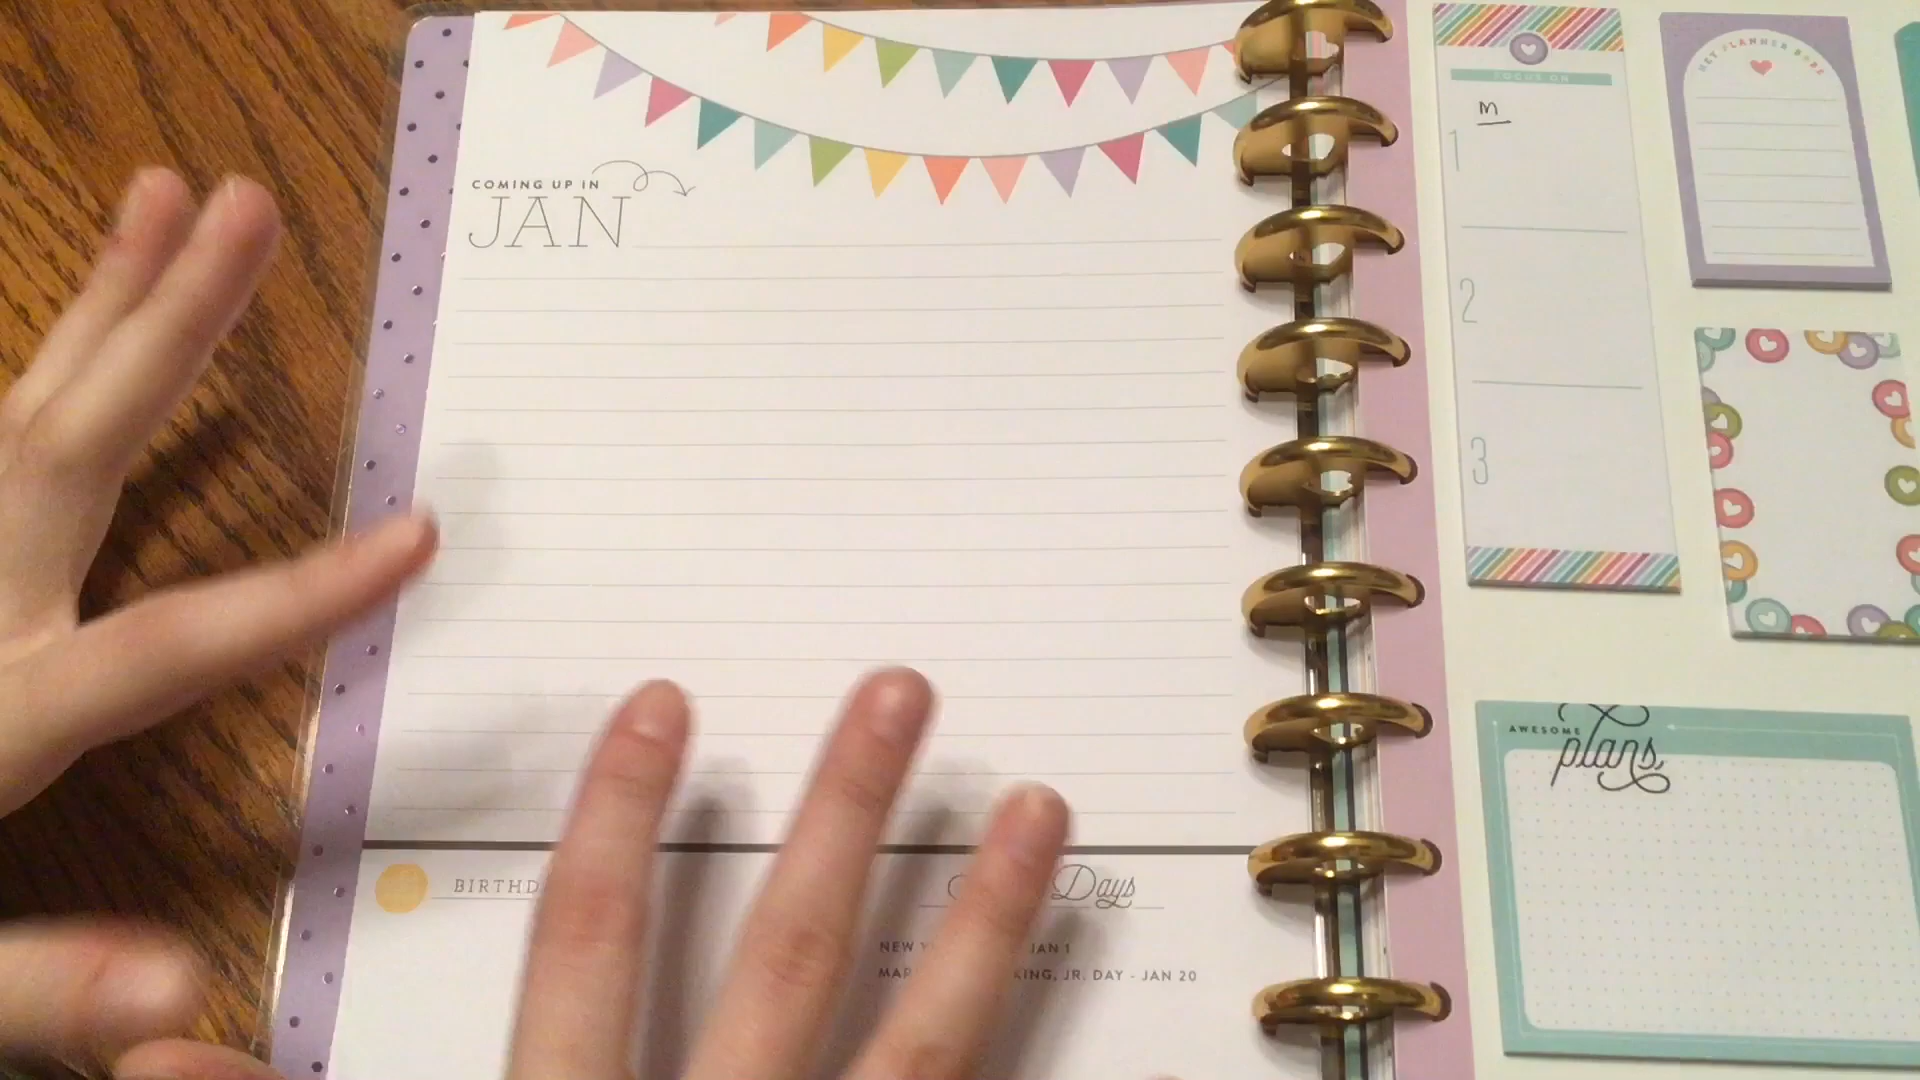 COMING UP IN
JAN
BIRTHD
Days
NEW Y JAN 1
MAR KING, JR. DAY - JAN 20
FOCUS ON
M
1
2
3
HEY PLANNER BABE
AWESOME
plans